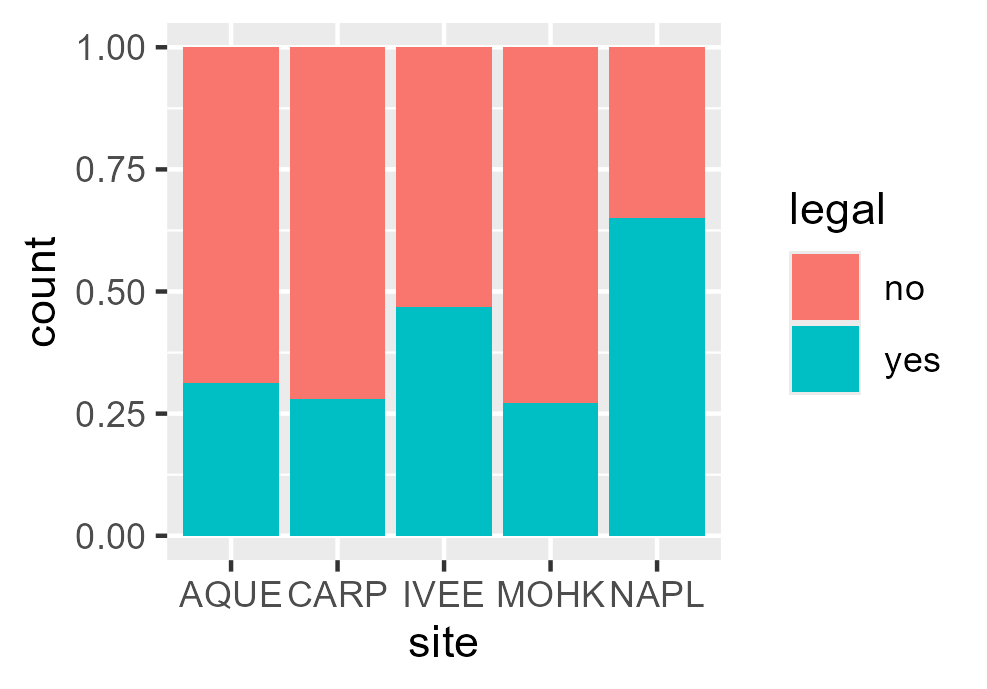 count
1.00
0.75
0.50
0.25
0.00
AQUE CARP IVEE MOHK NAPL
site
legal
no
yes